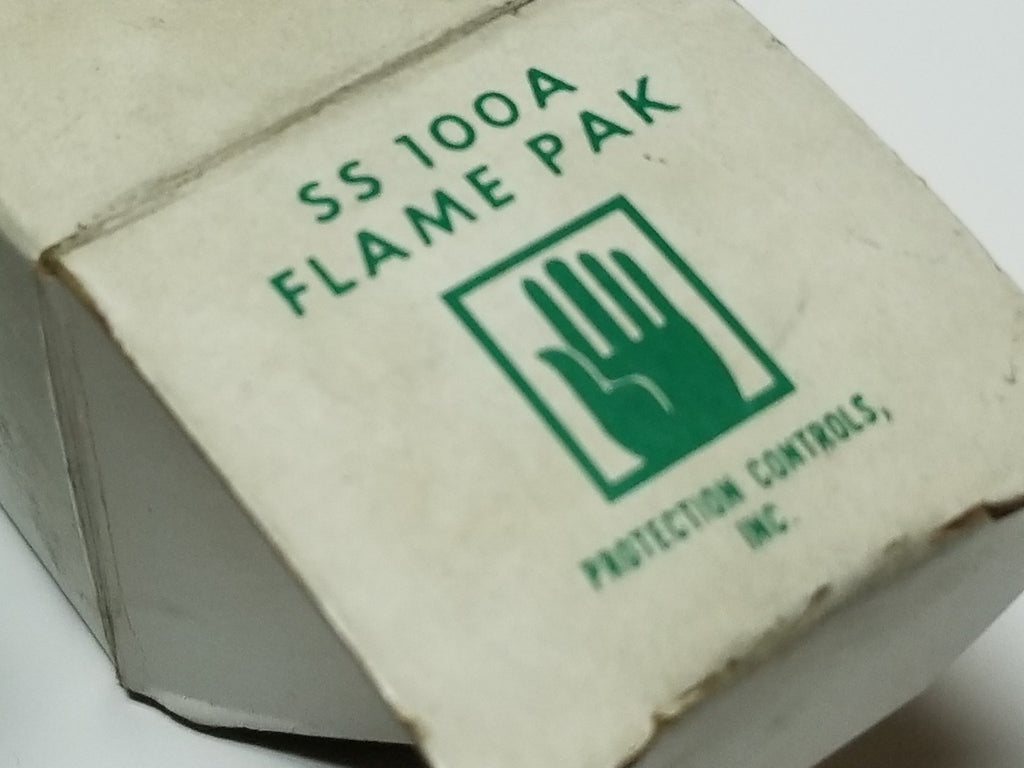 SS 100A
FLAME PAK
PROTECTION CONTROLS,
INC.